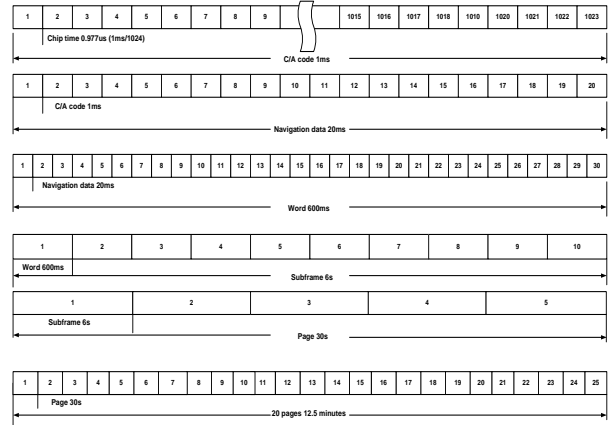 1 2 3 4 5 6 7 8 9 1015 1016 1017 1018 1010 1020 1021 1022 1023
Chip time 0.977us (1ms/1024)
C/A code 1ms
1 2 3 4 5 6 7 8 9 10 11 12 13 14 15 16 17 18 19 20
C/A code 1ms
Navigation data 20ms
1 2 3 4 5 6 7 8 9 10 11 12 13 14 15 16 17 18 19 20 21 22 23 24 25 26 27 28 29 30
Navigation data 20ms
Word 600ms
1 2 3 4 5 6 7 8 9 10
Word 600ms
Subframe 6s
1 2 3 4 5
Subframe 6s
Page 30s
1 2 3 4 5 6 7 8 9 10 11 12 13 14 15 16 17 18 19 20 21 22 23 24 25
Page 30s
20 pages 12.5 minutes